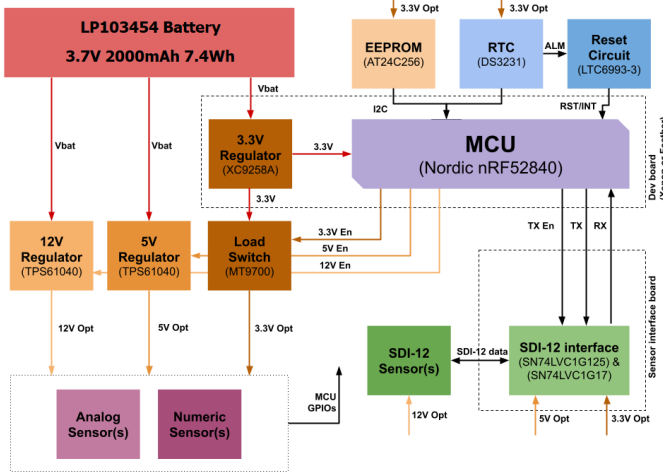 LP103454 Battery
3.7V 2000mAh 7.4Wh
3.3V Opt
3.3V Opt
EEPROM
(AT24C256)
RTC
(DS3231)
ALM
Reset
Circuit
(LTC6993-3)
Vbat
Vbat
Vbat
I2C
RST/INT
3.3V
Regulator
(XC9258A)
3.3V
MCU
(Nordic nRF52840)
Dev board
3.3V
12V
Regulator
(TPS61040)
5V
Regulator
(TPS61040)
Load
Switch
(MT9700)
3.3V En
5V En
12V En
TX En
TX
RX
Sensor interface board
12V Opt
5V Opt
3.3V Opt
SDI-12
Sensor(s)
SDI-12 data
SDI-12 interface
(SN74LVC1G125) &
(SN74LVC1G17)
Analog
Sensor(s)
Numeric
Sensor(s)
MCU
GPIOs
12V Opt
5V Opt
3.3V Opt